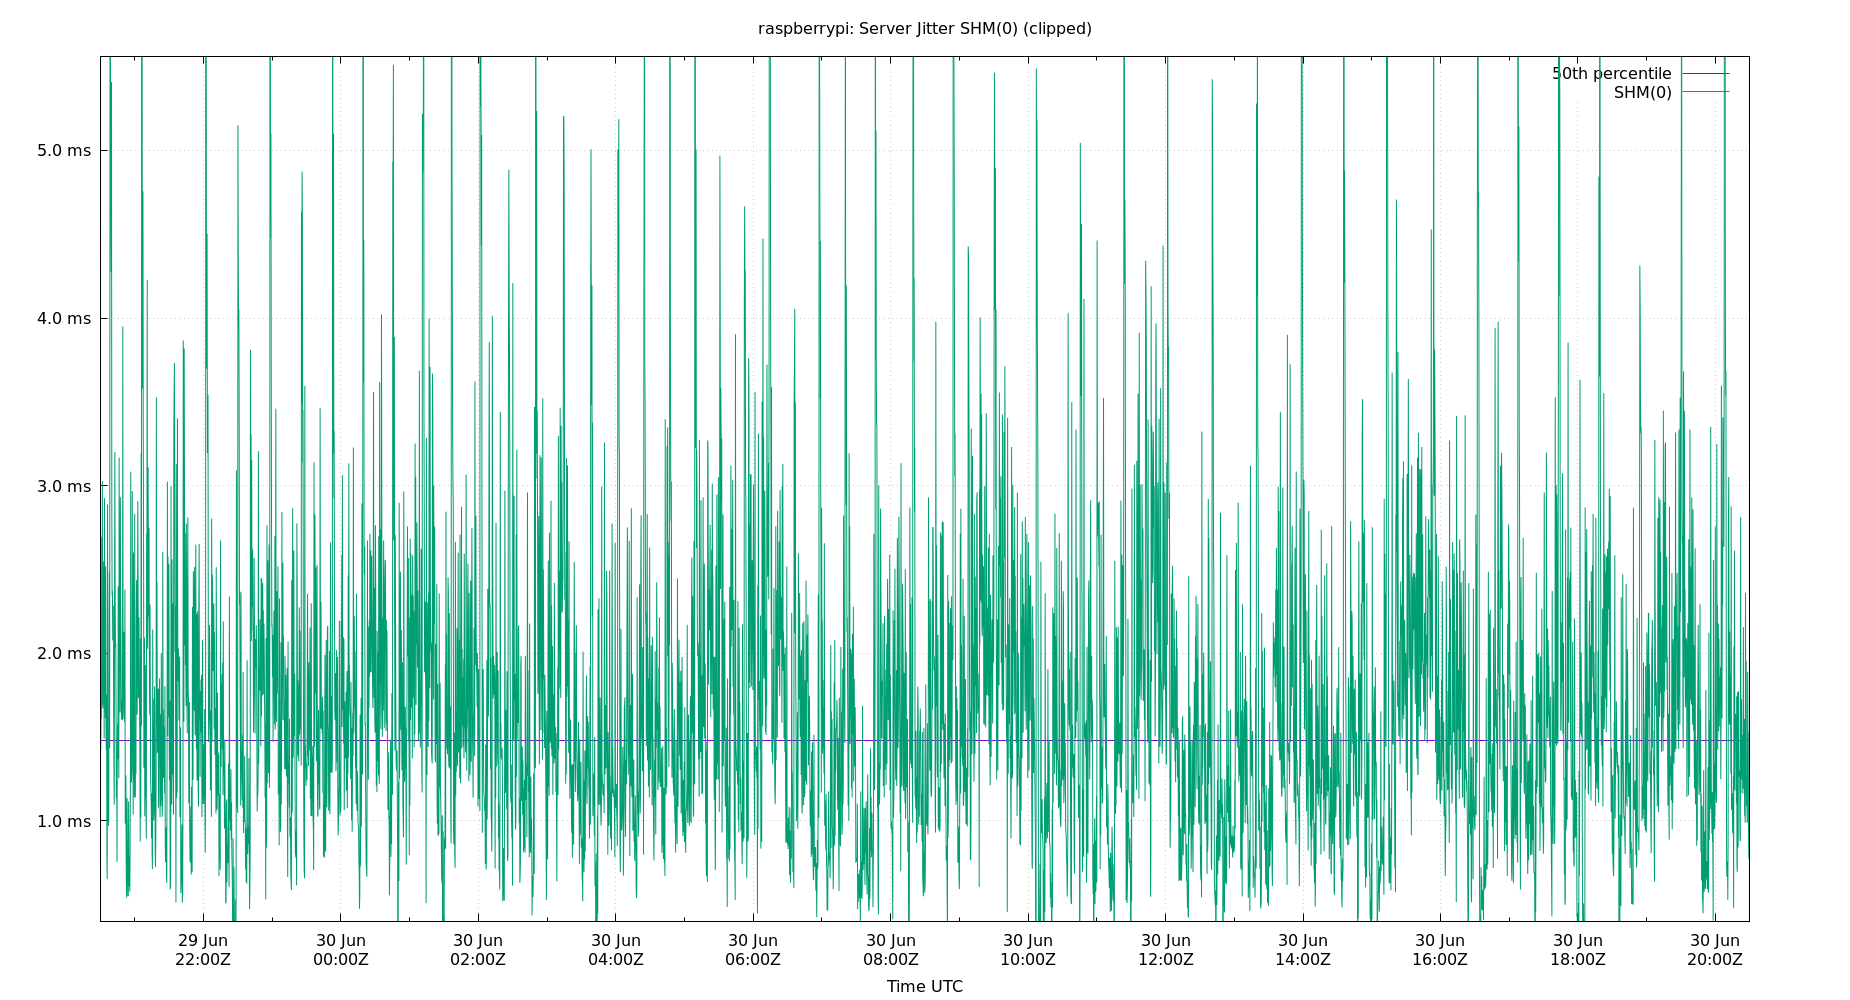 raspberrypi: Server Jitter SHM(0) (clipped)
50th percentile
SHM(0)
5.0 ms
4.0 ms
3.0 ms
2.0 ms
1.0 ms
29 Jun 30 Jun 30 Jun 30 Jun 30 Jun 30 Jun 30 Jun 30 Jun 30 Jun 30 Jun 30 Jun 30 Jun
22:00Z 00:00Z 02:00Z 04:00Z 06:00Z 08:00Z 10:00Z 12:00Z 14:00Z 16:00Z 18:00Z 20:00Z
Time UTC